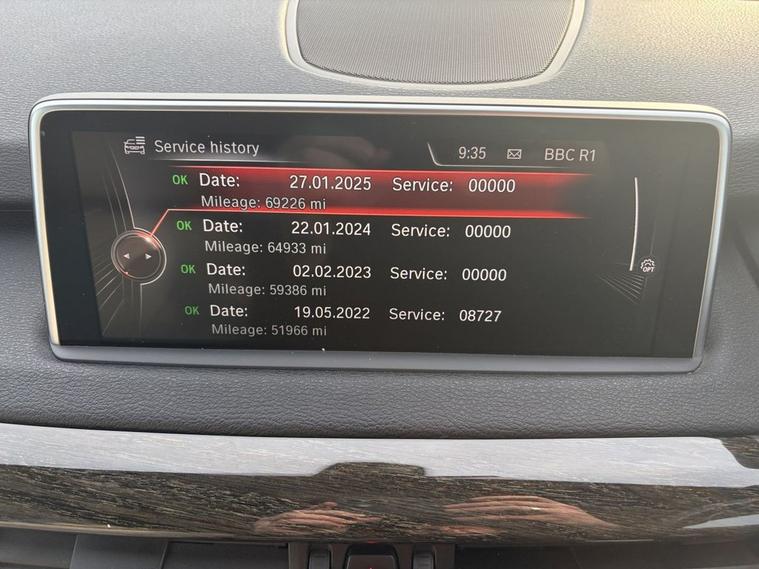 Service history 9:35 BBC R1
OK Date: 27.01.2025 Service: 00000
Mileage: 69226 mi
OK Date: 22.01.2024 Service: 00000
Mileage: 64933 mi
OK Date: 02.02.2023 Service: 00000
Mileage: 59386 mi
OPT
OK Date: 19.05.2022 Service: 08727
Mileage: 51966 mi